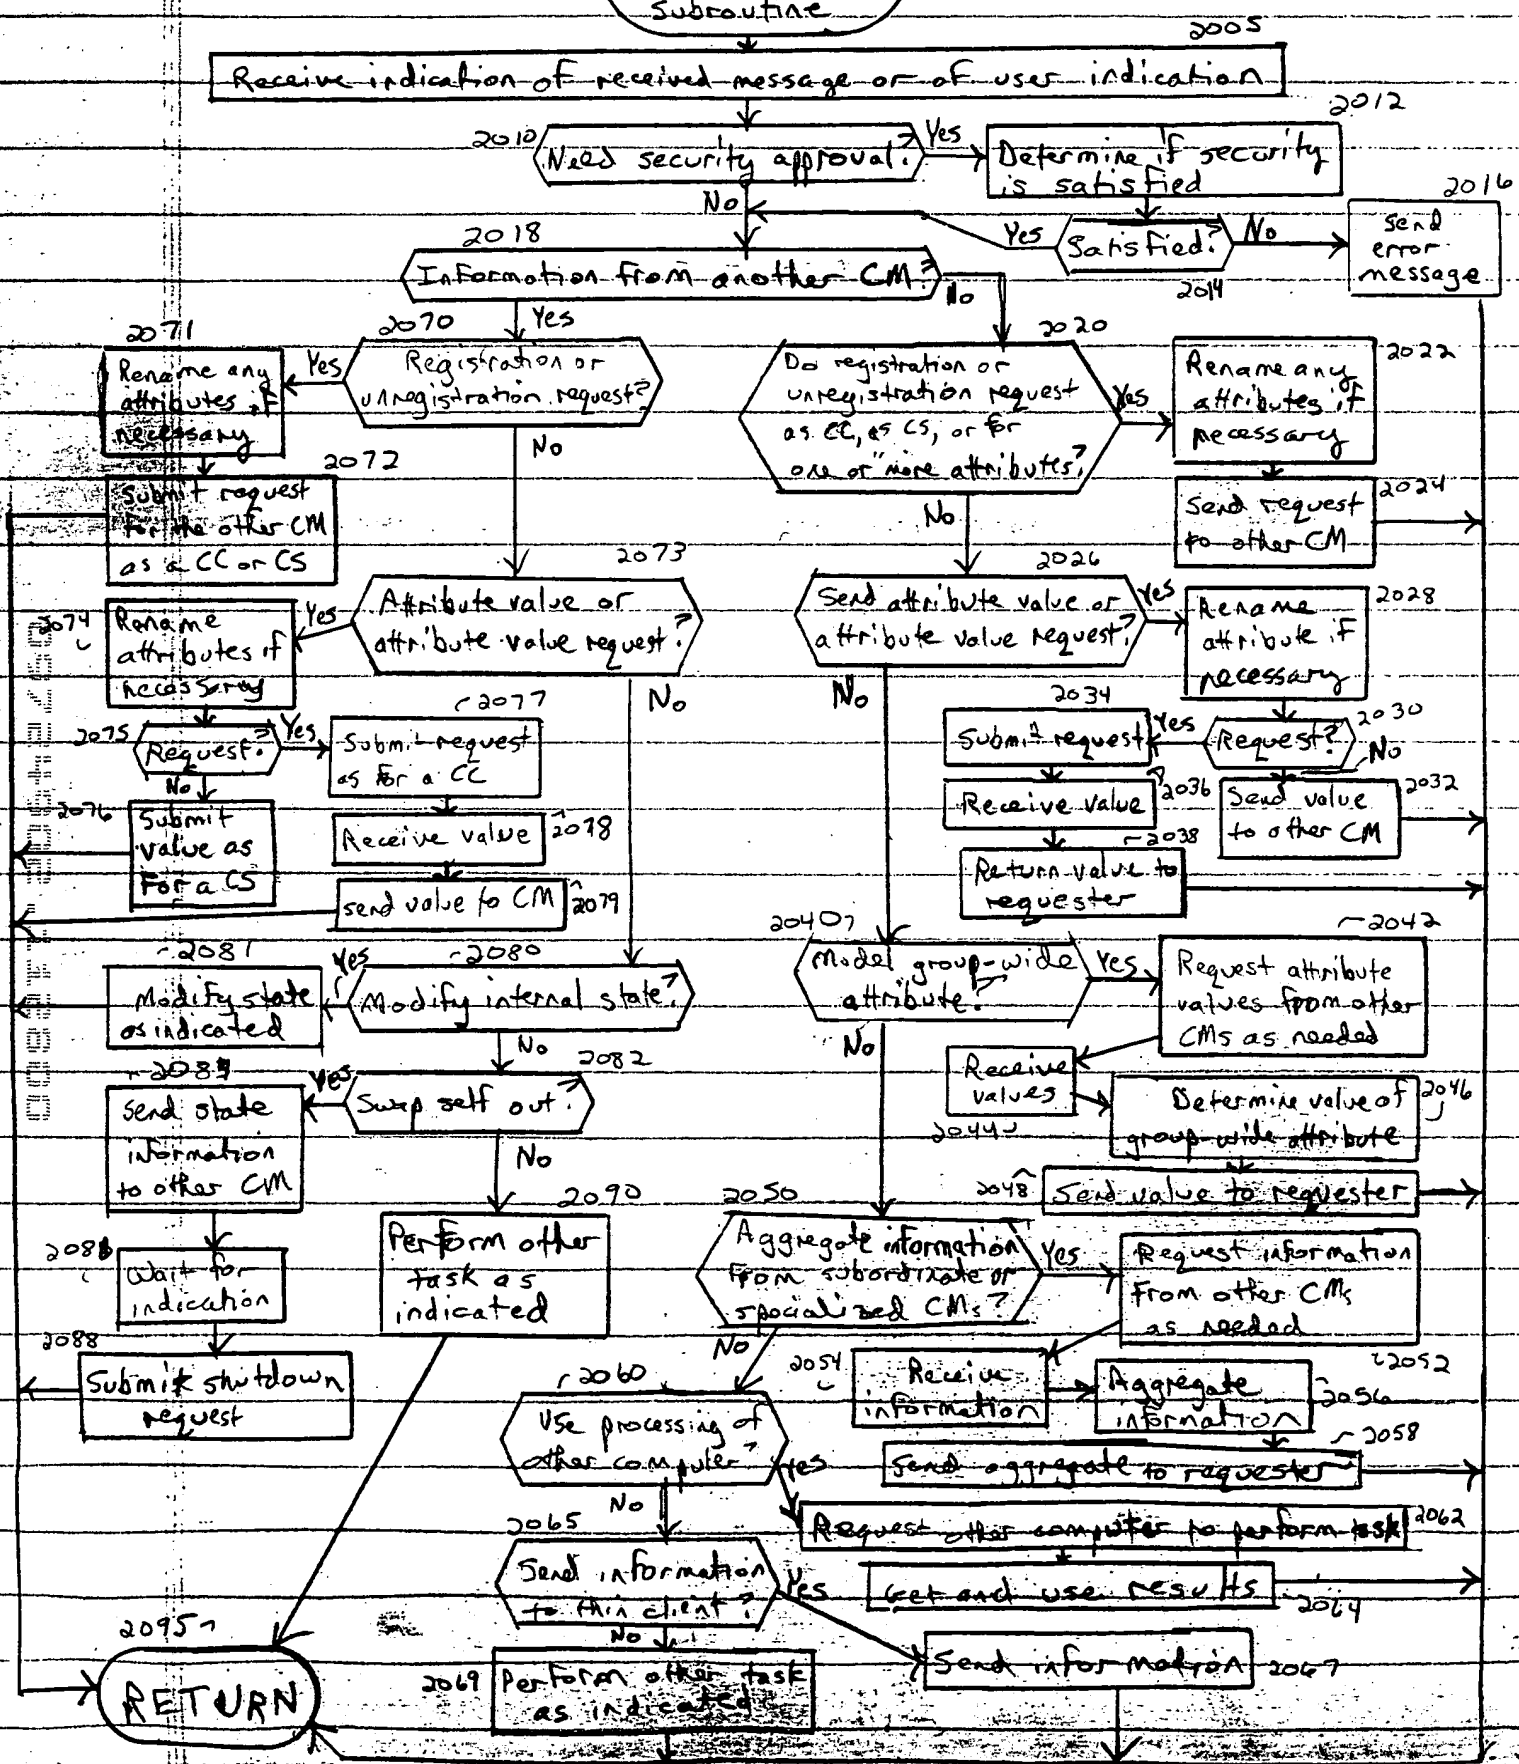 Subroutine
2005
Receive indication of received message or of user indication
2010
Need security approval?
Yes
No
2012
Determine if security
is satisfied
Satisfied?
2014
Yes
No
2016
Send
error
message
2018
Information from another CM?
Yes
No
2070
Registration or
unregistration request?
Yes
No
2071
Rename any
attributes if
necessary
2072
Submit request
for the other CM
as a CC or CS
2073
Attribute value or
attribute value request?
Yes
No
2074
Rename
attributes if
necessary
2075
Request?
Yes
No
2076
Submit
value as
for a CS
2077
Submit request
as for a CC
Receive value
2078
send value to CM
2079
2080
Modify internal state?
Yes
No
2081
Modify state
as indicated
2082
Swap self out?
Yes
No
Send state
information
to other CM
Wait for
indication
2088
Submit shutdown
request
2090
Perform other
task as
indicated
2095
RETURN
2020
Do registration or
unregistration request
as CC, as CS, or for
one or more attributes?
Yes
No
2022
Rename any
attributes if
necessary
2024
Send request
to other CM
2026
Send attribute value or
attribute value request?
Yes
No
2028
Rename
attribute if
necessary
2030
Request?
Yes
No
2032
Send value
to other CM
2034
Submit request
2036
Receive value
2038
Return value to
requester
2040
Model group-wide
attribute?
Yes
No
2042
Request attribute
values from other
CMs as needed
Receive
values
2044
2046
Determine value of
group-wide attribute
2048
Send value to requester
2050
Aggregate information
from subordinate or
specialized CMs?
Yes
No
Request information
from other CMs
as needed
2052
2054
Receive
information
2056
Aggregate
information
2058
Send aggregate to requester
2060
Use processing of
other computer?
Yes
No
2062
Request other computer to perform task
Get and use results
2064
2065
Send information
to thin client?
Yes
No
Send information
2067
2069
Perform other task
as indicated